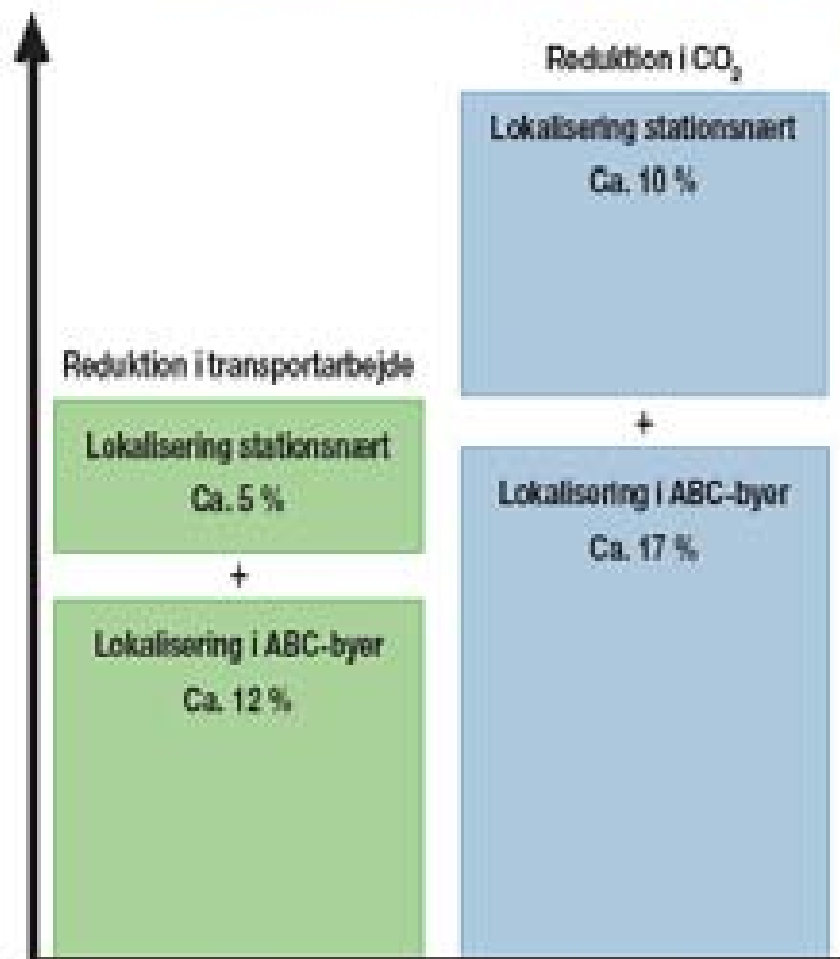 Reduktion i CO₂
Lokalisering stationsnært
Ca. 10 %
+
Lokalisering i ABC-byer
Ca. 17 %
Reduktion i transportarbejde
Lokalisering stationsnært
Ca. 5 %
+
Lokalisering i ABC-byer
Ca. 12 %